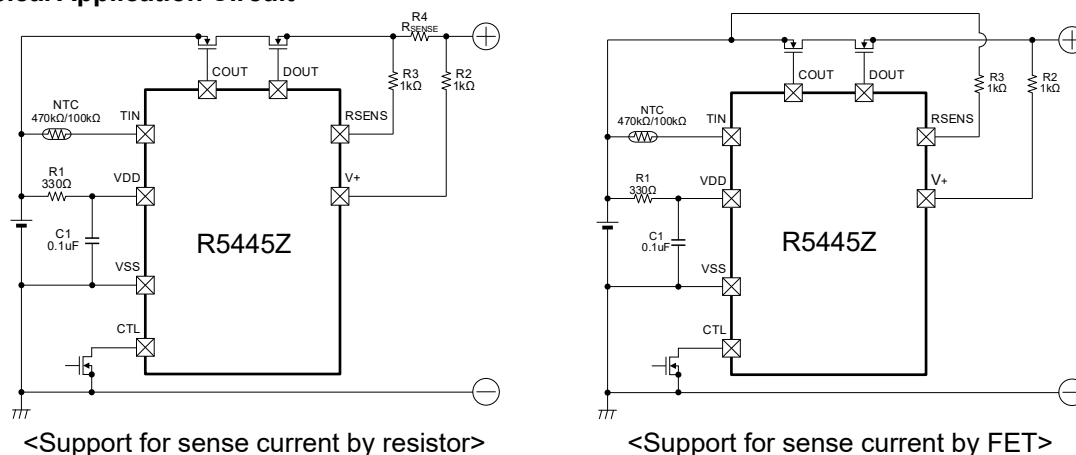 Typical Application Circuit
R4
RSENSE
COUT
DOUT
R3
1kΩ
R2
1kΩ
NTC
470kΩ/100kΩ
TIN
RSENS
R1
330Ω
VDD
V+
C1
0.1uF
R5445Z
VSS
CTL
<Support for sense current by resistor>
COUT
DOUT
R3
1kΩ
R2
1kΩ
NTC
470kΩ/100kΩ
TIN
RSENS
R1
330Ω
VDD
V+
C1
0.1uF
R5445Z
VSS
CTL
<Support for sense current by FET>